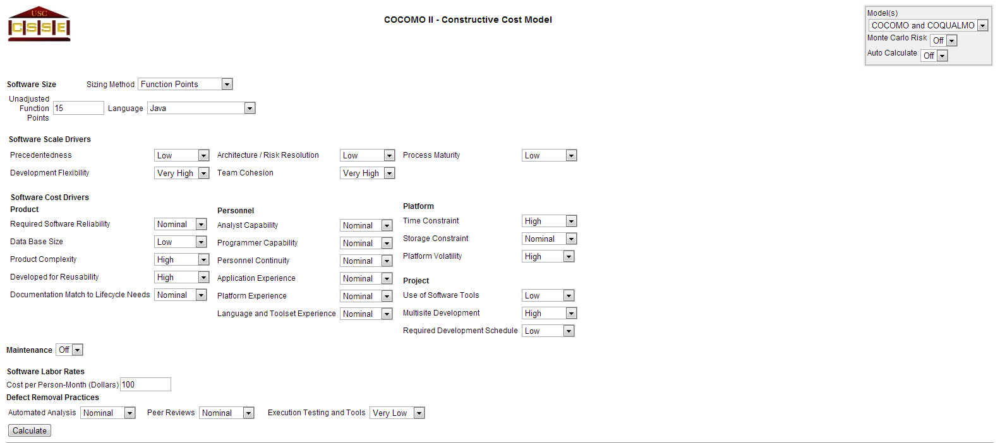 USC
CSSE
COCOMO II - Constructive Cost Model
Model(s)
COCOMO and COQUALMO
Monte Carlo Risk Off
Auto Calculate Off
Software Size Sizing Method Function Points
Unadjusted
Function
Points 15 Language Java
Software Scale Drivers
Precedentedness Low Architecture / Risk Resolution Low Process Maturity Low
Development Flexibility Very High Team Cohesion Very High
Software Cost Drivers
Product
Required Software Reliability Nominal
Data Base Size Low
Product Complexity High
Developed for Reusability High
Documentation Match to Lifecycle Needs Nominal
Personnel
Analyst Capability Nominal
Programmer Capability Nominal
Personnel Continuity Nominal
Application Experience Nominal
Platform Experience Nominal
Language and Toolset Experience Nominal
Platform
Time Constraint High
Storage Constraint Nominal
Platform Volatility High
Project
Use of Software Tools Low
Multisite Development High
Required Development Schedule Low
Maintenance Off
Software Labor Rates
Cost per Person-Month (Dollars) 100
Defect Removal Practices
Automated Analysis Nominal Peer Reviews Nominal Execution Testing and Tools Very Low
Calculate